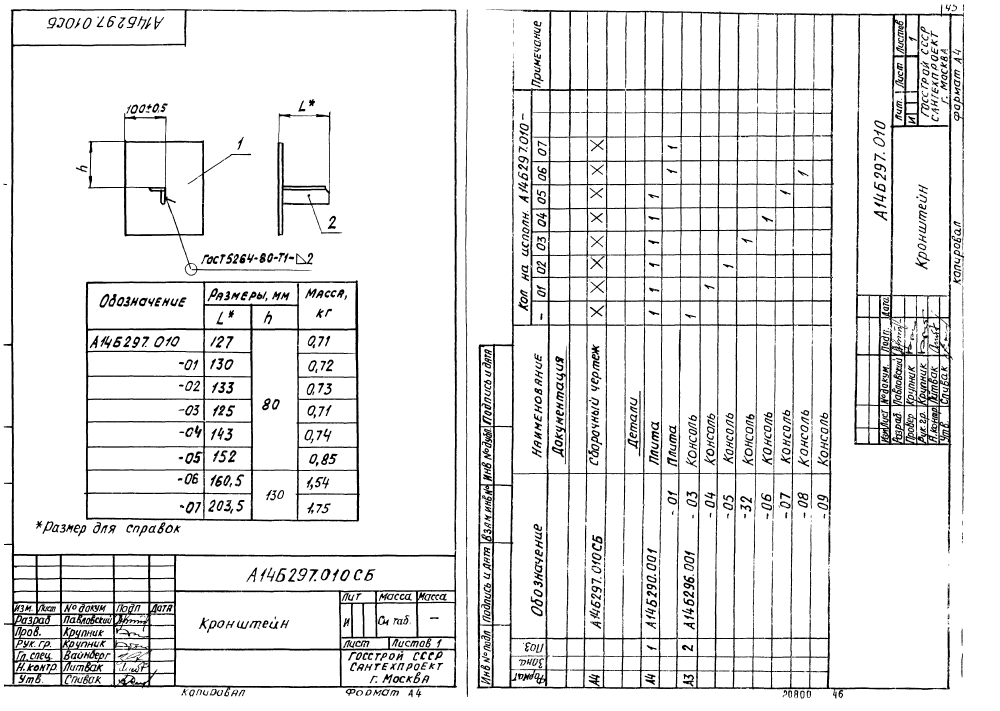 А14Б297.010СБ
100±0,5
L*
1
h
2
ГОСТ 5264-80-Т1-◺2
Обозначение Размеры, мм Масса, кг
L* h
А14Б297.010 127 0,71
-01 130 0,72
-02 133 0,73
-03 125 80 0,71
-04 143 0,74
-05 152 0,85
-06 160,5 130 1,54
-07 203,5 1,75
*Размер для справок
А14Б297.010СБ
Кронштейн
Лит Масса Масса
И См таб. —
Лист Листов 1
ГОССТРОЙ СССР
САНТЕХПРОЕКТ
г. Москва
Изм. Лист № докум Подп Дата
Разраб Павловский
Пров. Крупник
Рук. гр. Крупник
Гл. спец. Вайнберг
Н.контр Литвак
Утв. Спивак
Копировал Формат А4
45
Формат Зона Поз. Обозначение Наименование Кол на исполн. А14Б297.010- Примечание
- 01 02 03 04 05 06 07
Документация
А4 А14Б297.010СБ Сборочный чертеж X X X X X X X X
Детали
А4 1 А14Б290.001 Плита 1 1 1 1 1 1
-01 Плита 1 1
А3 2 А14Б296.001 -03 Консоль 1
-04 Консоль 1
-05 Консоль 1
-32 Консоль 1
-06 Консоль 1
-07 Консоль 1
-08 Консоль 1
-09 Консоль
Инв № подл Подпись и дата Взам инв № Инв № дубл Подпись и дата
А14Б297.010
Кронштейн
Лит. Лист Листов
И 1
ГОССТРОЙ СССР
САНТЕХПРОЕКТ
г. Москва
Изм Лист № докум. Подп. Дата
Разраб Павловский
Провер Крупник
Рук. гр. Крупник
Н.контр Литвак
Утв. Спивак
Копировал Формат А4
20800 46